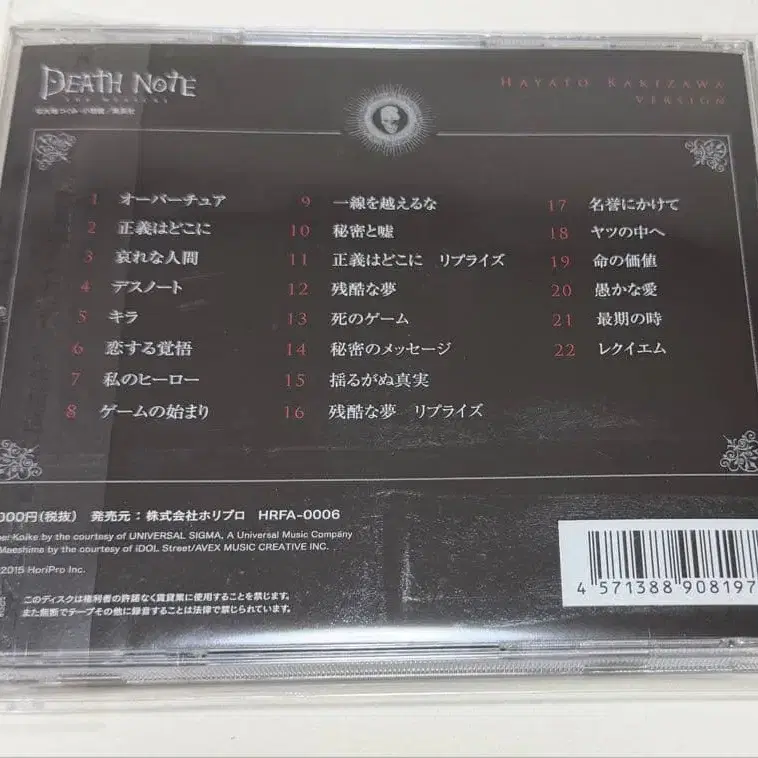 DEATH NOTE
THE MUSICAL
HAYATO KAKIZAWA
VERSION
1 オーバーチュア
2 正義はどこに
3 哀れな人間
4 デスノート
5 キラ
6 恋する覚悟
7 私のヒーロー
8 ゲームの始まり
9 一線を越えるな
10 秘密と嘘
11 正義はどこに リプライズ
12 残酷な夢
13 死のゲーム
14 秘密のメッセージ
15 揺るがぬ真実
16 残酷な夢 リプライズ
17 名誉にかけて
18 ヤツの中へ
19 命の価値
20 愚かな愛
21 最期の時
22 レクイエム
000円(税抜) 発売元:株式会社ホリプロ HRFA-0006
Koike by the courtesy of UNIVERSAL SIGMA, A Universal Music Company
Maeshima by the courtesy of iDOL Street/AVEX MUSIC CREATIVE INC.
2015 HoriPro Inc.
このディスクは権利者の許諾なく賃貸業に使用することを禁じます。
また無断でテープその他に録音することは法律で禁じられています。
4 571388 908197